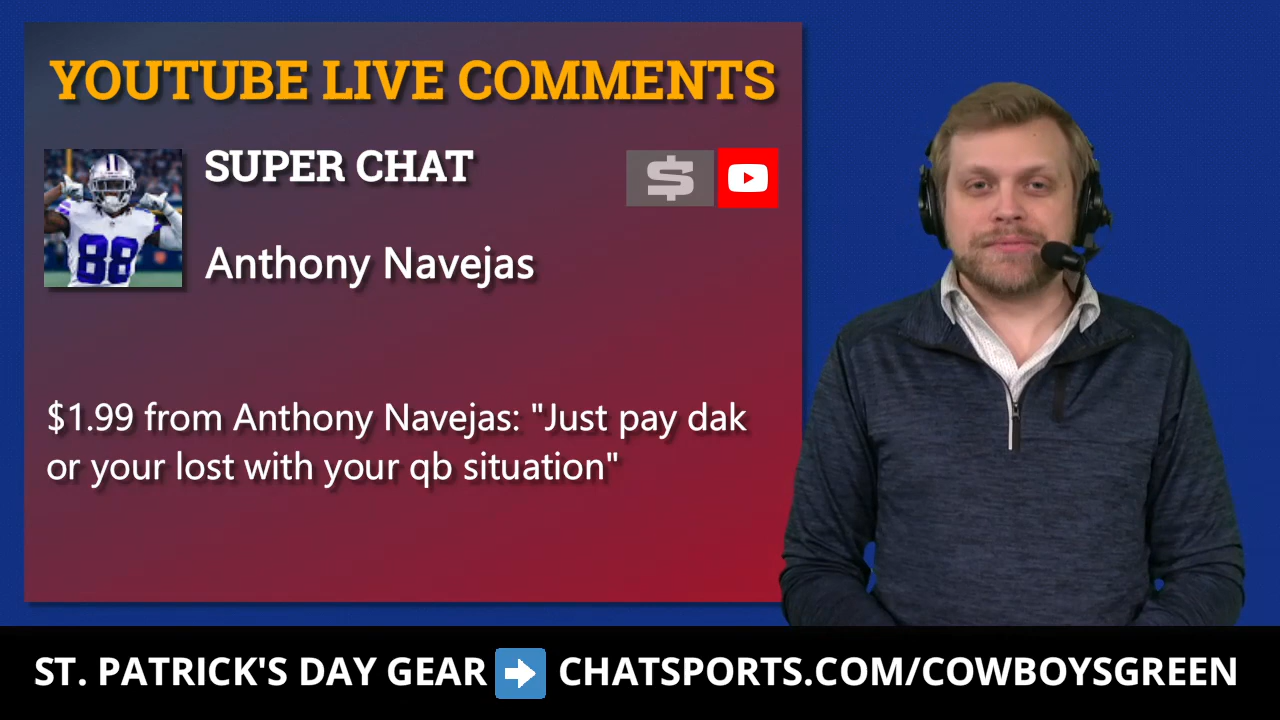 YOUTUBE LIVE COMMENTS
SUPER CHAT
$
88
Anthony Navejas
$1.99 from Anthony Navejas: "Just pay dak
or your lost with your qb situation"
ST. PATRICK'S DAY GEAR ➡ CHATSPORTS.COM/COWBOYSGREEN